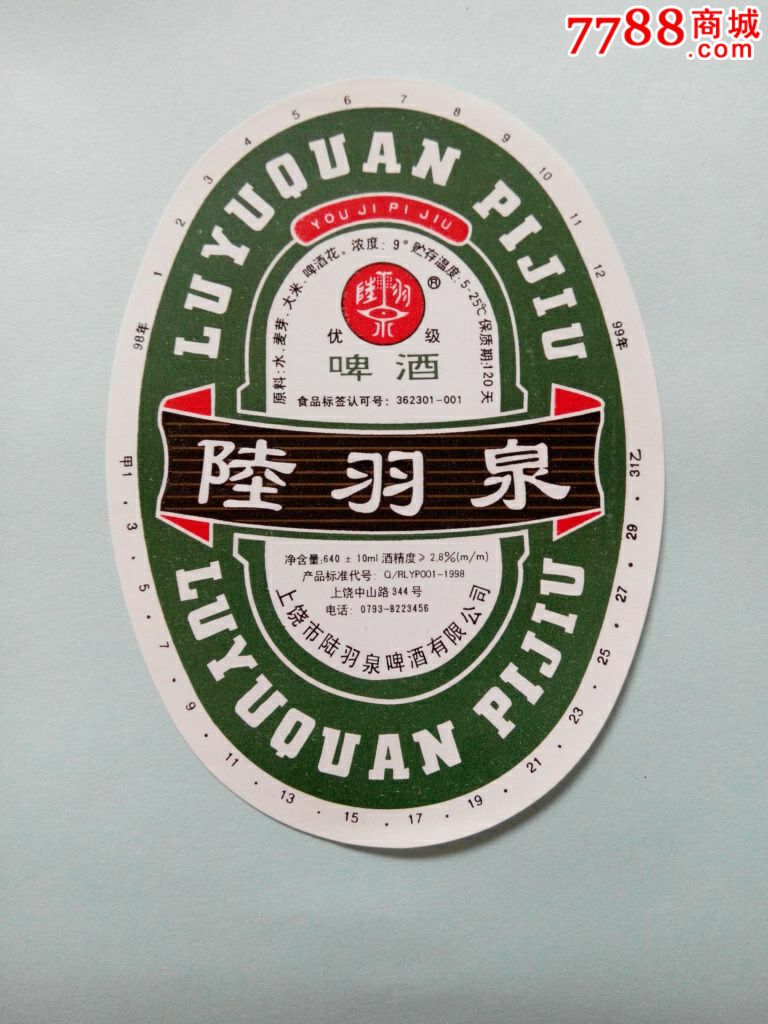 7788商城
.com
98年 1 2 3 4 5 6 7 8 9 10 11 12 99年
LUYUQUAN PIJIU
YOU JI PI JIU
原料:水、麦芽、大米、啤酒花。浓度: 9° 贮存温度: 5-25℃ 保质期:120天
陸羽泉
®
优 级
啤酒
食品标签认可号: 362301-001
陸羽泉
净含量:640 ± 10ml 酒精度≥2.8%(m/m)
产品标准代号: Q/RLYP001-1998
上饶中山路344号
电话: 0793-8223456
上饶市陆羽泉啤酒有限公司
LUYUQUAN PIJIU
甲1 · 3 · 5 · 7 · 9 · 11 · 13 · 15 · 17 · 19 · 21 · 23 · 25 · 27 · 29 · 31乙